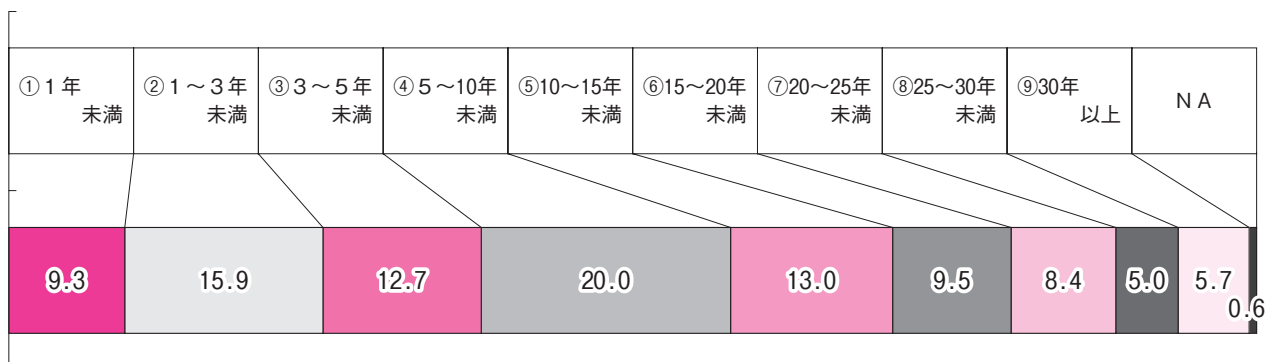 ①１年
未満
②１～３年
未満
③３～５年
未満
④５～10年
未満
⑤10～15年
未満
⑥15～20年
未満
⑦20～25年
未満
⑧25～30年
未満
⑨30年
以上
ＮＡ
9.3
15.9
12.7
20.0
13.0
9.5
8.4
5.0
5.7
0.6